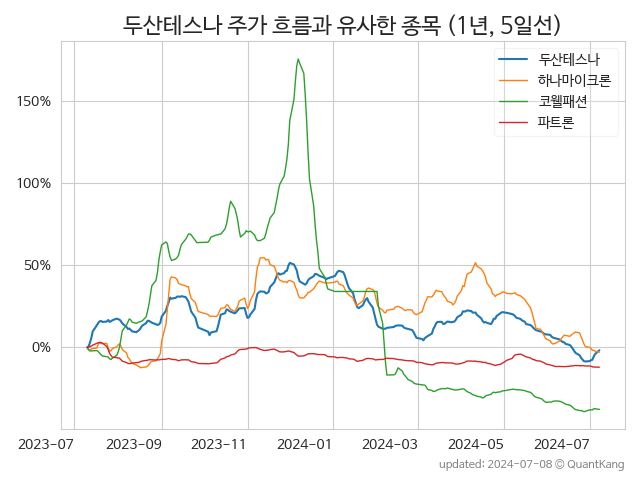 두산테스나 주가 흐름과 유사한 종목 (1년, 5일선)
두산테스나
하나마이크론
코웰패션
파트론
150%
100%
50%
0%
2023-07 2023-09 2023-11 2024-01 2024-03 2024-05 2024-07
updated: 2024-07-08 © QuantKang